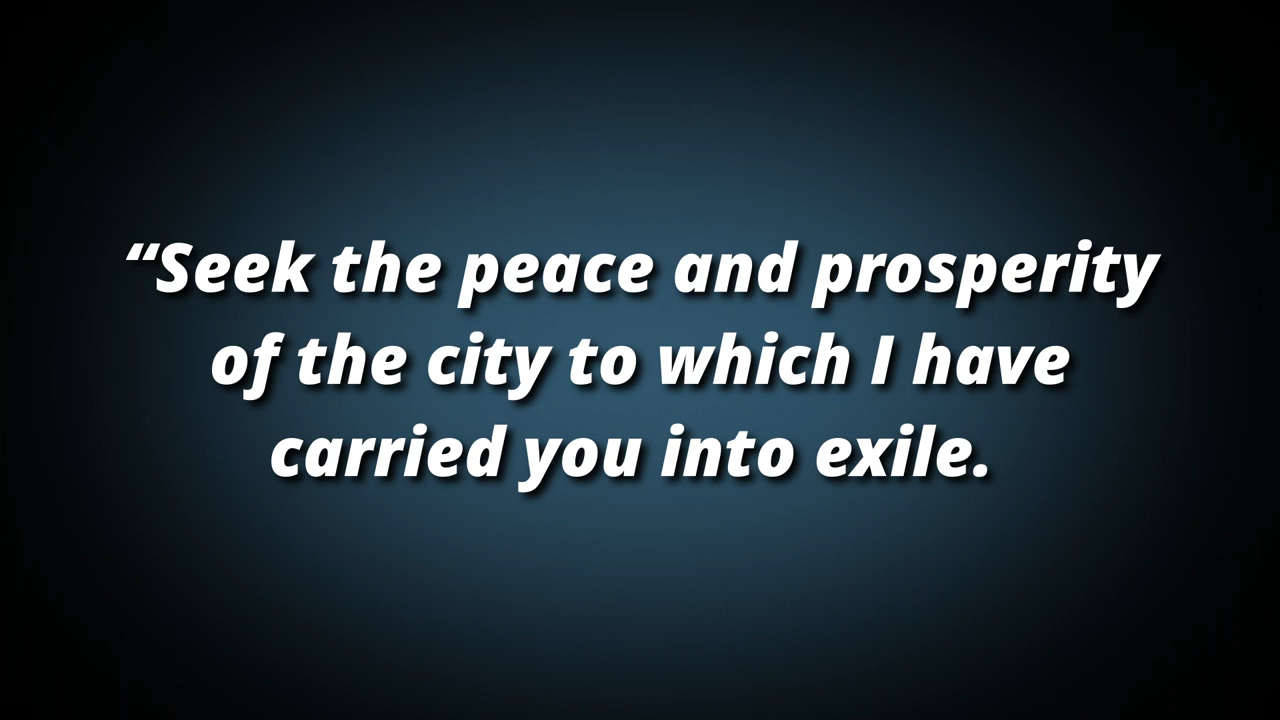 “Seek the peace and prosperity
of the city to which I have
carried you into exile.